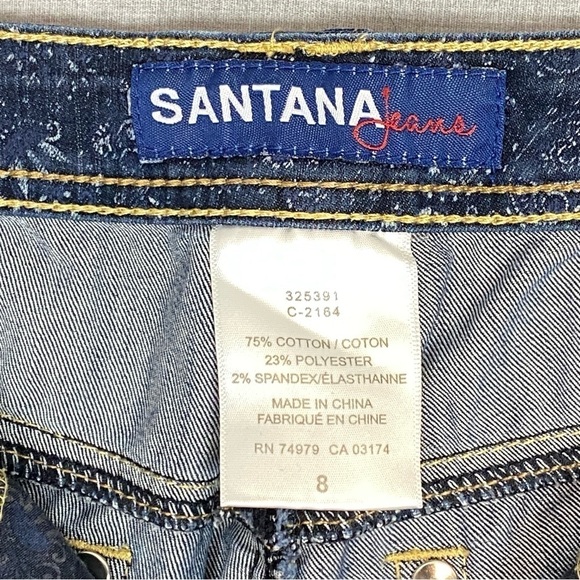 SANTANA Jeans
325391
C-2164
75% COTTON / COTON
23% POLYESTER
2% SPANDEX/ÉLASTHANNE
MADE IN CHINA
FABRIQUÉ EN CHINE
RN 74979 CA 03174
8